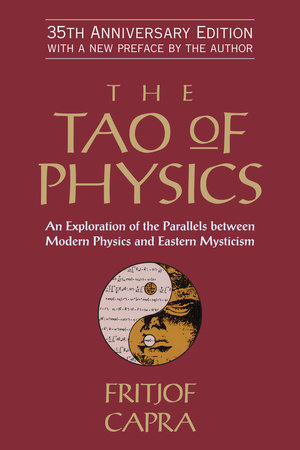 35TH ANNIVERSARY EDITION
WITH A NEW PREFACE BY THE AUTHOR
THE
TAO OF
PHYSICS
An Exploration of the Parallels between
Modern Physics and Eastern Mysticism
FRITJOF
CAPRA